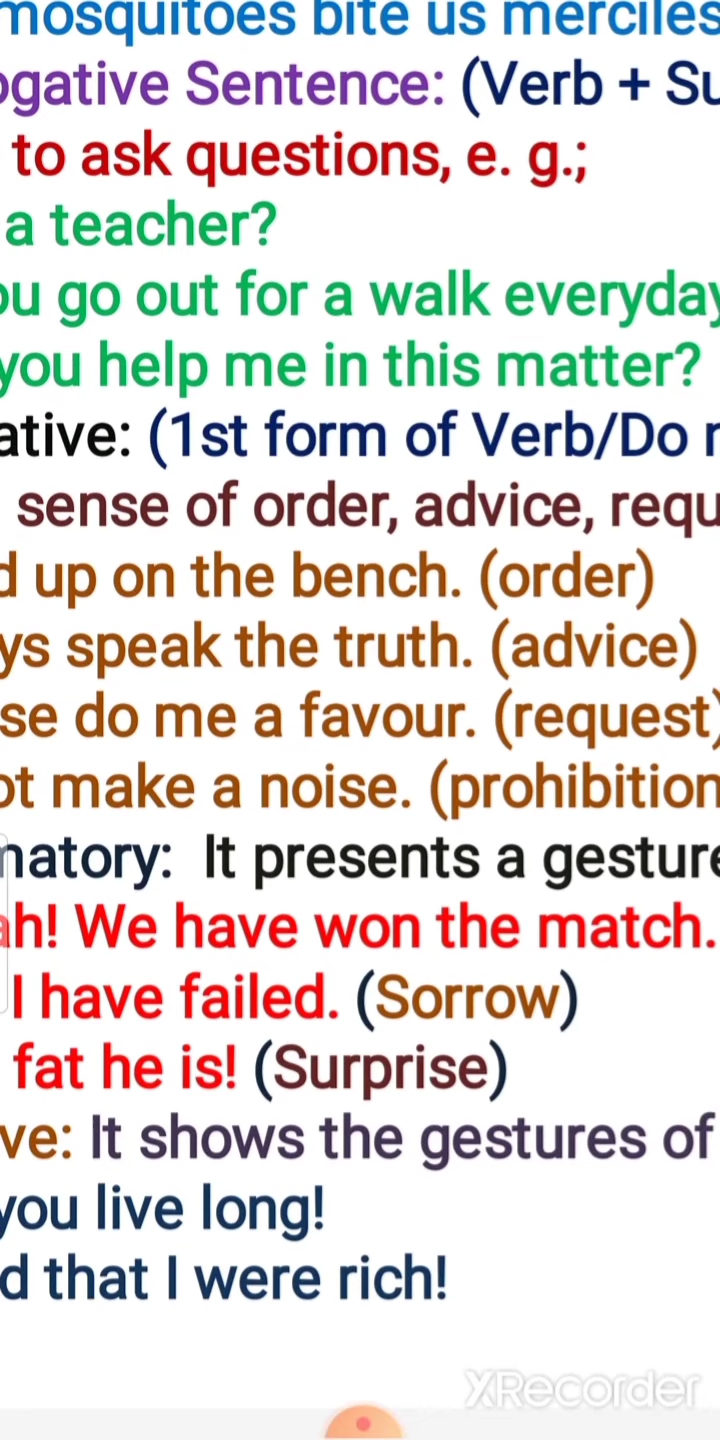 mosquitoes bite us merciles
ogative Sentence: (Verb + Su
to ask questions, e. g.;
a teacher?
ou go out for a walk everyday
you help me in this matter?
ative: (1st form of Verb/Do n
sense of order, advice, requ
d up on the bench. (order)
ys speak the truth. (advice)
se do me a favour. (request)
ot make a noise. (prohibition
matory: It presents a gesture
ah! We have won the match.
I have failed. (Sorrow)
fat he is! (Surprise)
ve: It shows the gestures of
you live long!
d that I were rich!
XRecorder